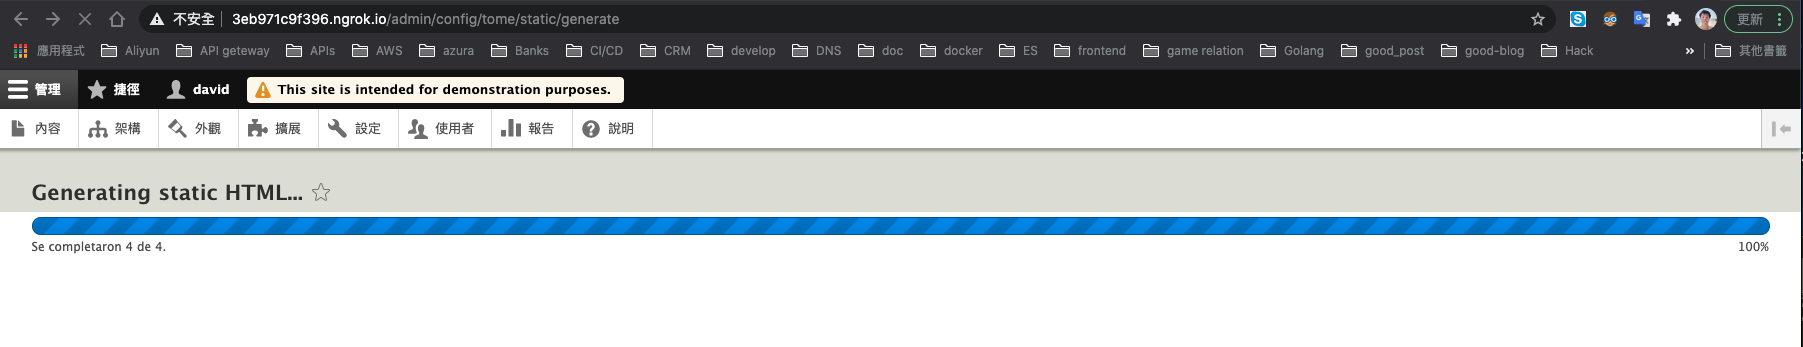 不安全 3eb971c9f396.ngrok.io/admin/config/tome/static/generate 更新
應用程式 Aliyun API geteway APIs AWS azura Banks CI/CD CRM develop DNS doc docker ES frontend game relation Golang good_post good-blog Hack » 其他書籤
管理 捷徑 david This site is intended for demonstration purposes.
內容 架構 外觀 擴展 設定 使用者 報告 說明
Generating static HTML...
Se completaron 4 de 4. 100%